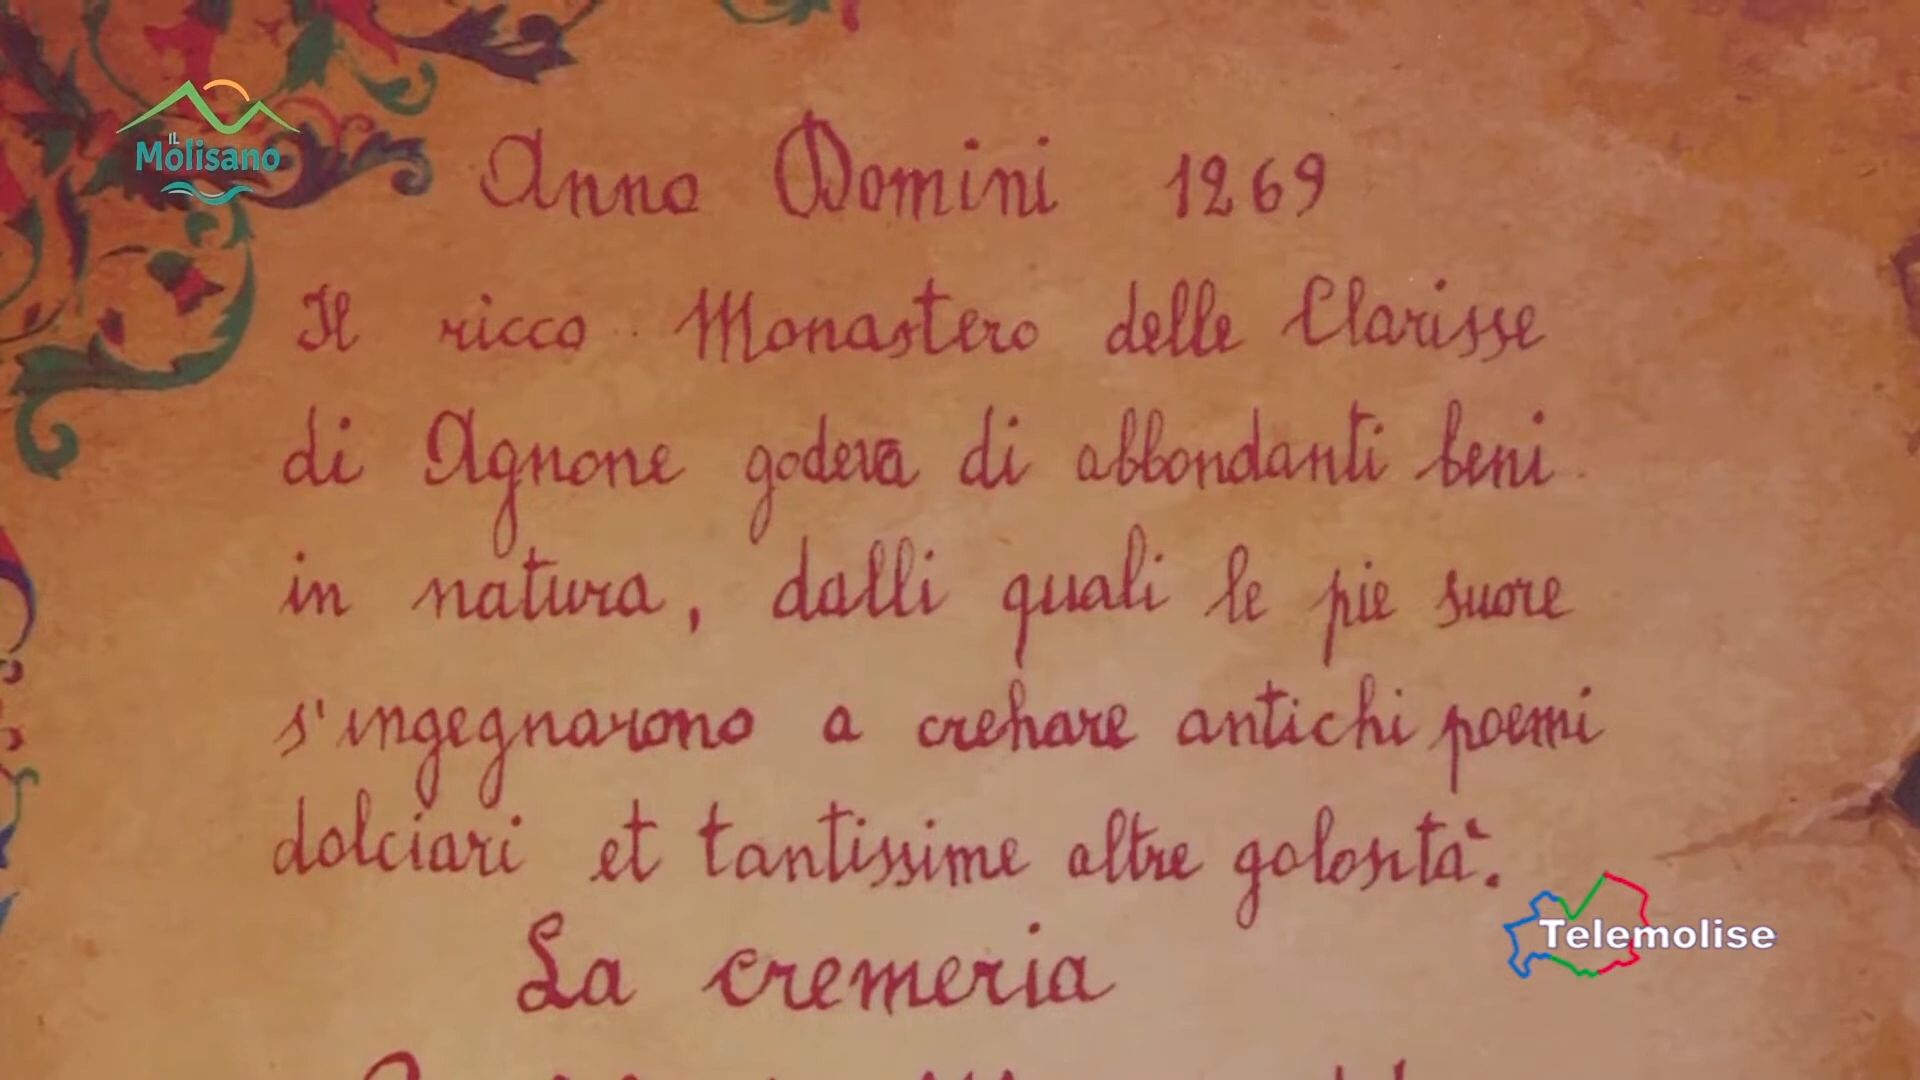 IL
Molisano
Anno Domini 1269
Il ricco Monastero delle Clarisse
di Agnone godeva di abbondanti beni
in natura, dalli quali le pie suore
s'ingegnarono a crehare antichi poemi
dolciari et tantissime altre golosità.
Telemolise
La cremeria